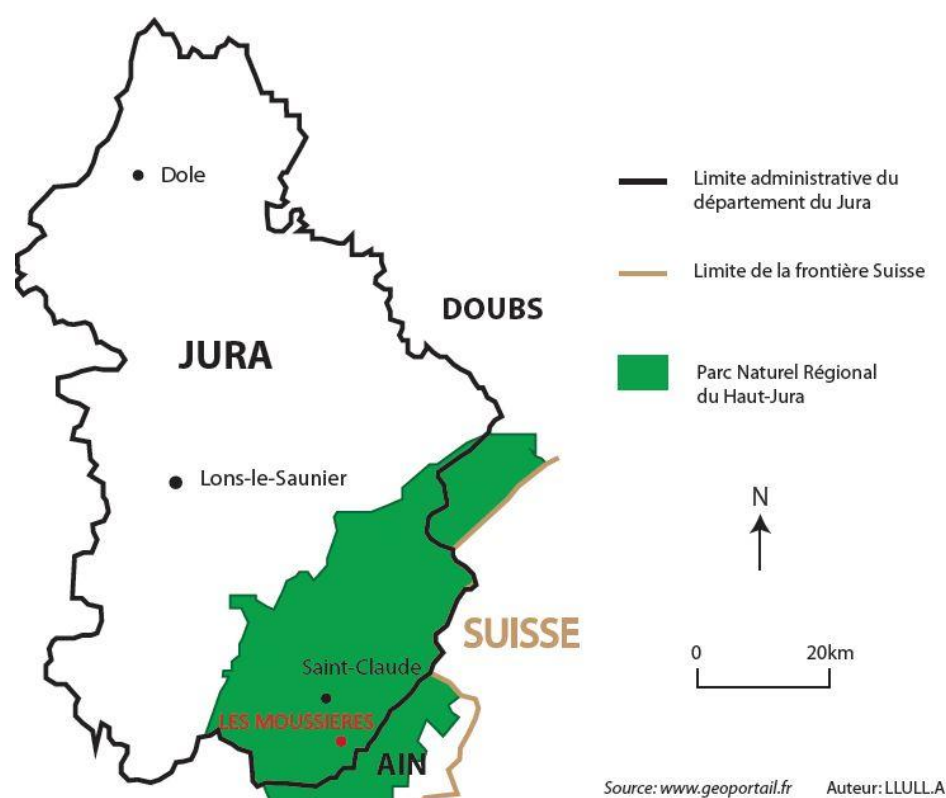 Dole
Limite administrative du
département du Jura
Limite de la frontière Suisse
DOUBS
JURA
Parc Naturel Régional
du Haut-Jura
Lons-le-Saunier
N
SUISSE
0 20km
Saint-Claude
LES MOUSSIERES
AIN
Source: www.geoportail.fr Auteur: LLULL.A